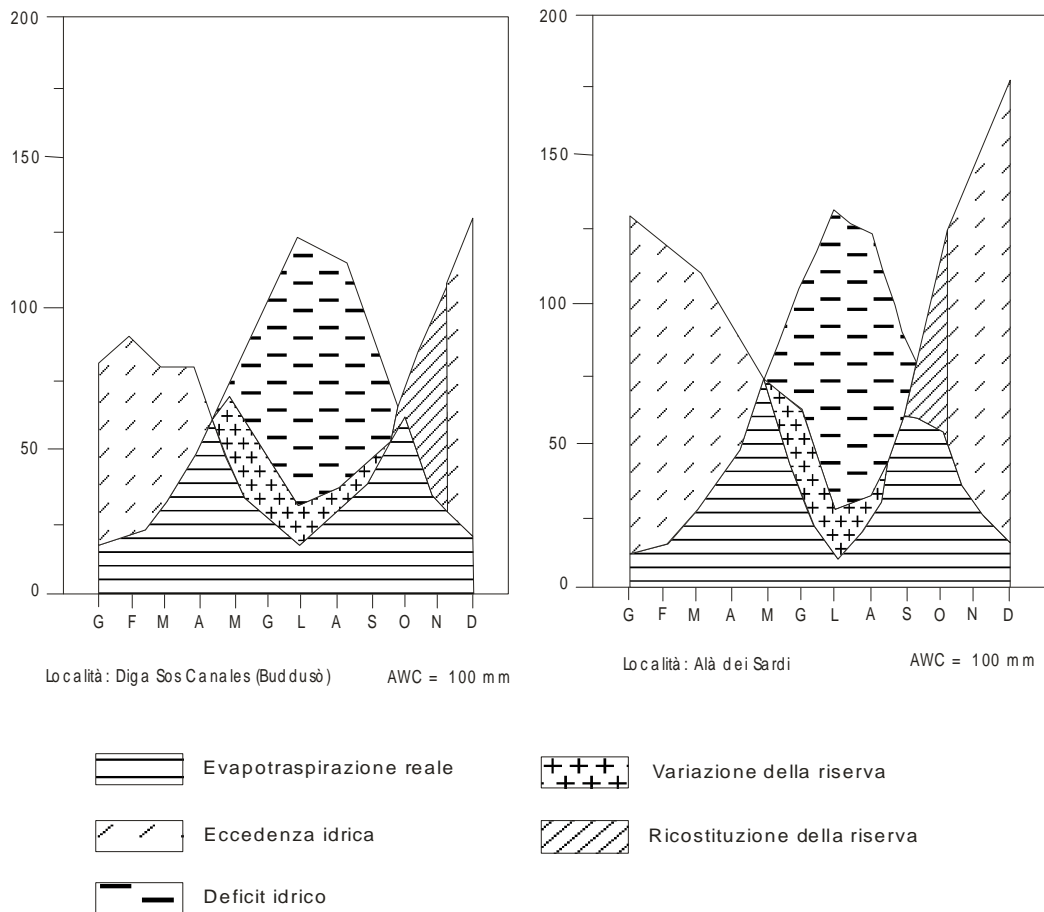 200
150
100
50
0
G F M A M G L A S O N D
Località: Diga Sos Canales (Buddusò) AWC = 100 mm
200
150
100
50
0
G F M A M G L A S O N D
Località: Alà dei Sardi AWC = 100 mm
Evapotraspirazione reale
Eccedenza idrica
Deficit idrico
Variazione della riserva
Ricostituzione della riserva